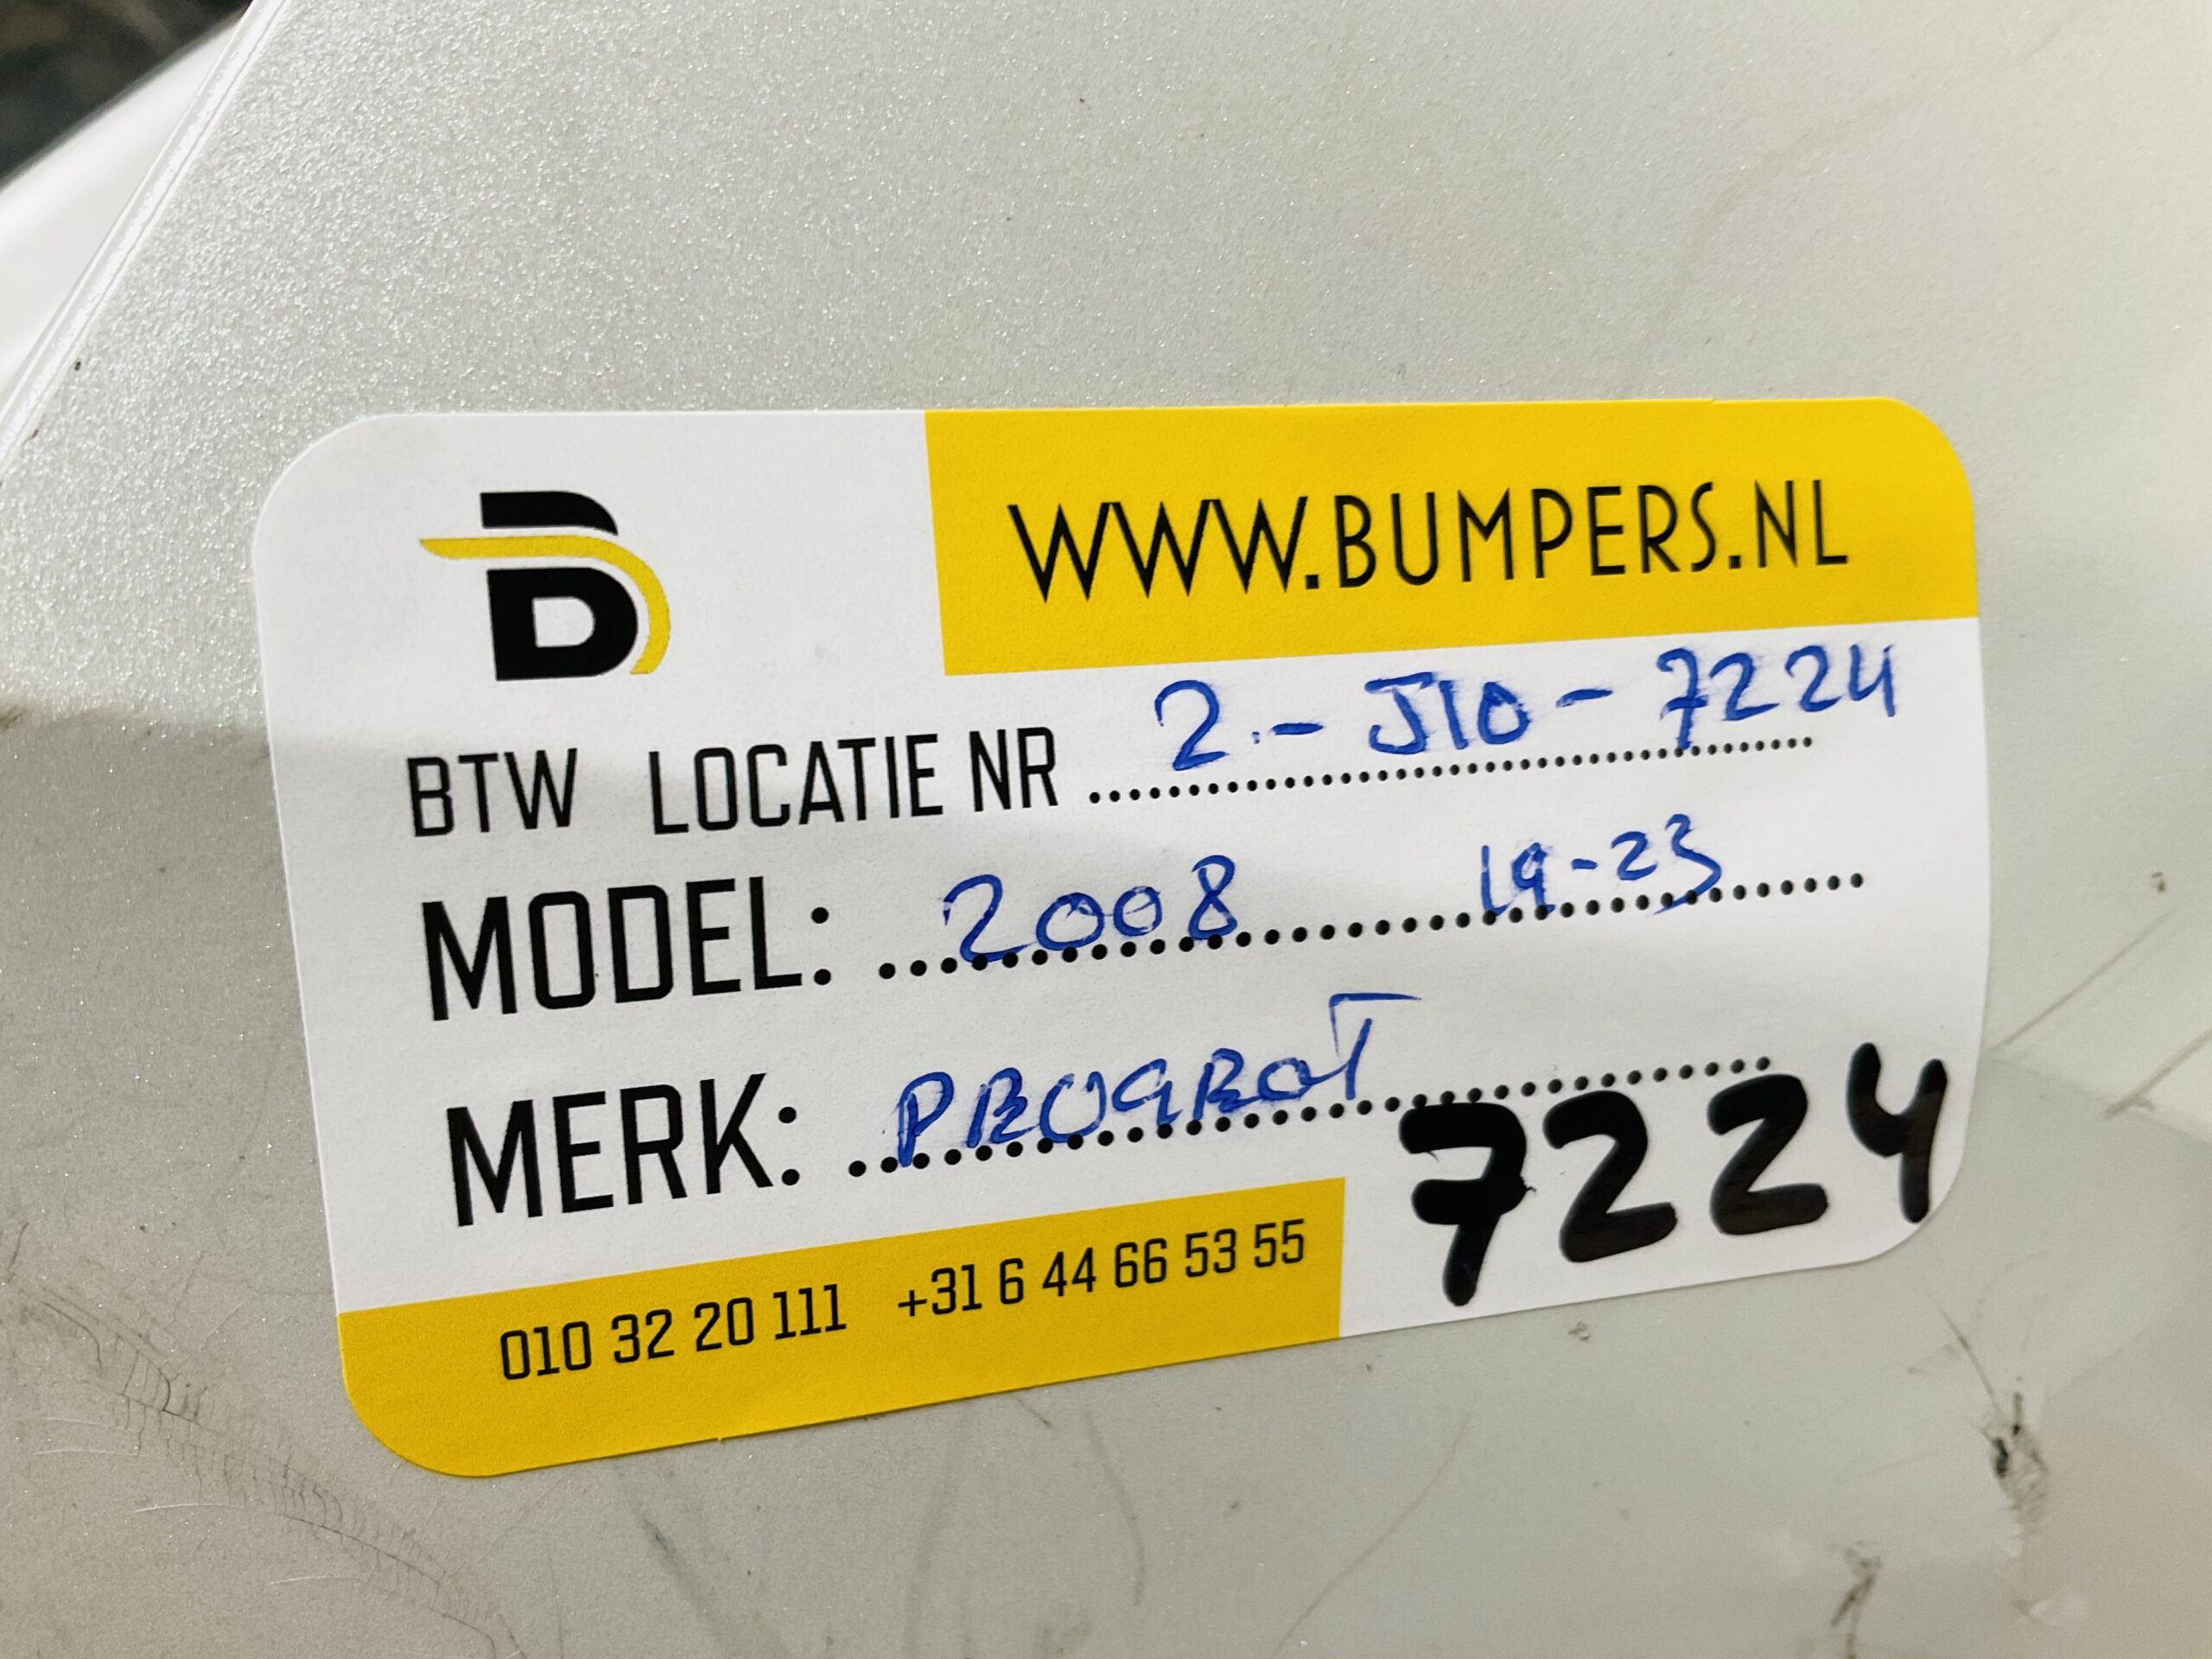 WWW.BUMPERS.NL
BTW LOCATIE NR 2-J10-7224
MODEL: 2008 19-23
MERK: PEOGEOT
7224
010 32 20 111 +31 6 44 66 53 55